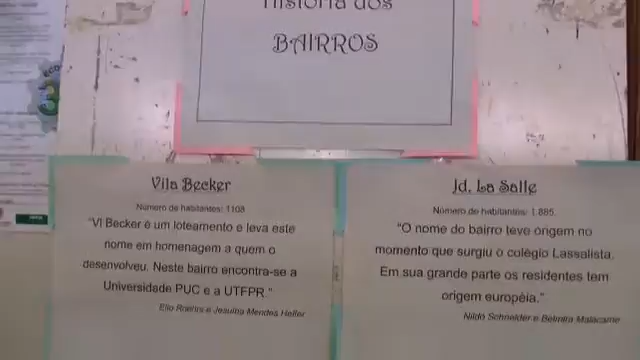 História dos
BAIRROS
Vila Becker
Número de habitantes: 1108
"Vl Becker é um loteamento e leva este
nome em homenagem a quem o
desenvolveu. Neste bairro encontra-se a
Universidade PUC e a UTFPR."
Elio e Jesuína Mendes Heller
Jd. La Salle
Número de habitantes: 1.885.
"O nome do bairro teve origem no
momento que surgiu o colégio Lassalista.
Em sua grande parte os residentes tem
origem européia."
Nildo Schneider e Belmira Malacarne